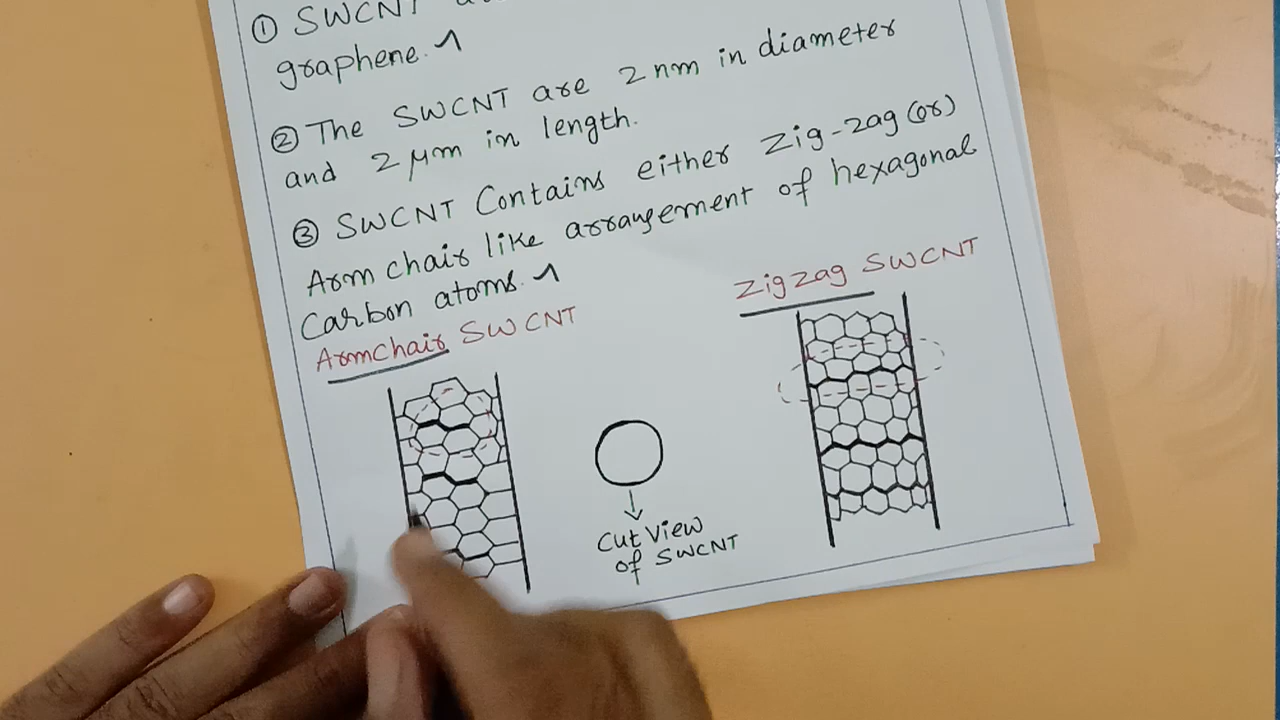 ① SWCNT
graphene.
② The SWCNT are 2 nm in diameter
and 2 μm in length.
③ SWCNT Contains either Zig-zag (or)
Arm chair like arrangement of hexagonal
Carbon atoms.
Armchair SWCNT
Zigzag SWCNT
Cut View
of SWCNT